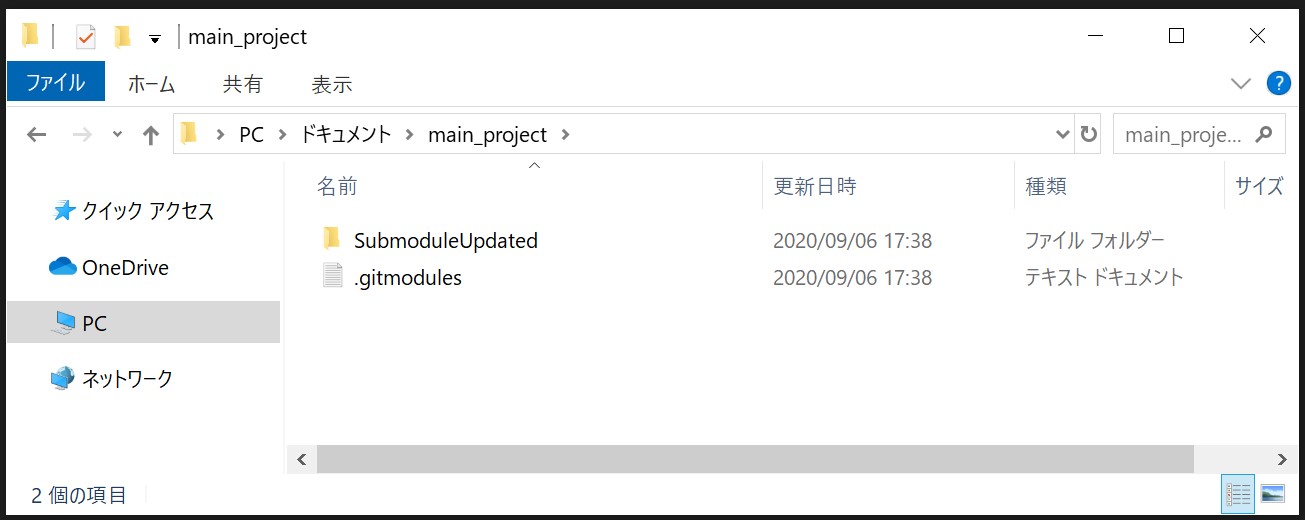 main_project
ファイル ホーム 共有 表示 ?
PC ドキュメント main_project main_proje...
名前 更新日時 種類 サイズ
クイック アクセス
SubmoduleUpdated 2020/09/06 17:38 ファイル フォルダー
OneDrive
.gitmodules 2020/09/06 17:38 テキスト ドキュメント
PC
ネットワーク
2 個の項目